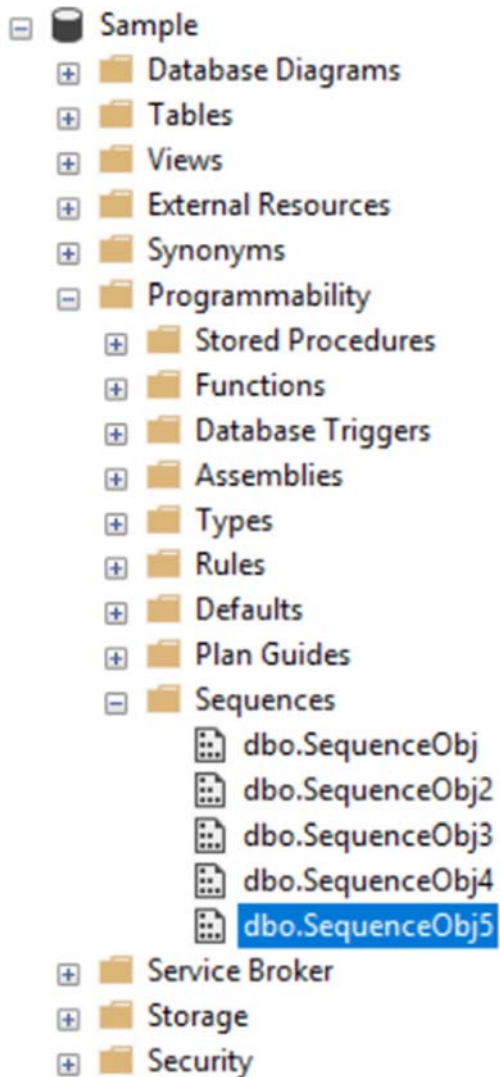 Sample
Database Diagrams
Tables
Views
External Resources
Synonyms
Programmability
Stored Procedures
Functions
Database Triggers
Assemblies
Types
Rules
Defaults
Plan Guides
Sequences
dbo.SequenceObj
dbo.SequenceObj2
dbo.SequenceObj3
dbo.SequenceObj4
dbo.SequenceObj5
Service Broker
Storage
Security